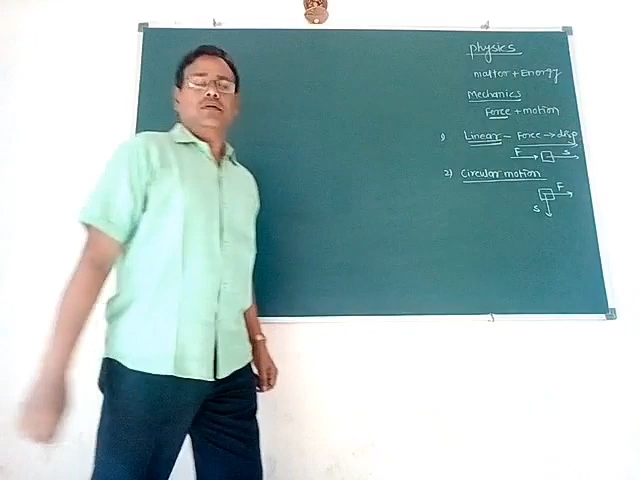 physics
matter + Energy
Mechanics
Force + motion
1) Linear - Force → disp
F S
2) Circular motion
F
S